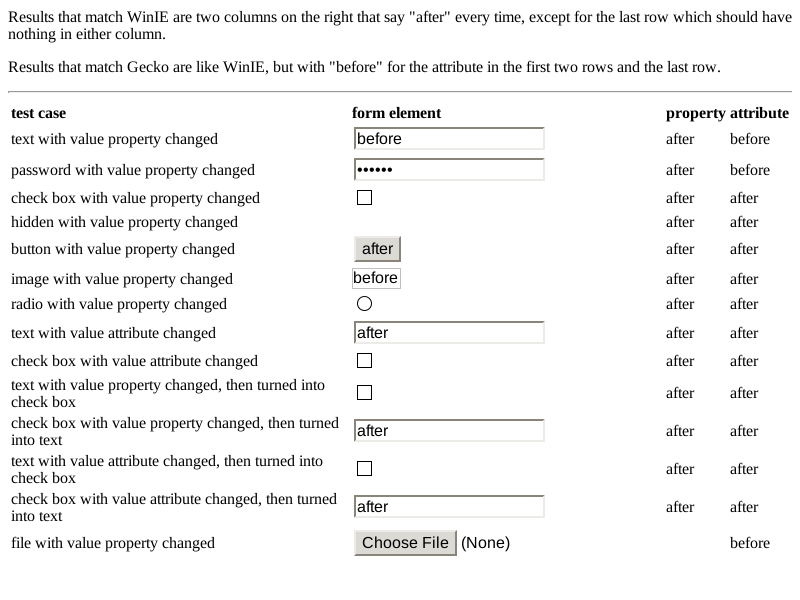 Results that match WinIE are two columns on the right that say "after" every time, except for the last row which should have
nothing in either column.
Results that match Gecko are like WinIE, but with "before" for the attribute in the first two rows and the last row.
test case form element property attribute
text with value property changed before after before
password with value property changed •••••• after before
check box with value property changed after after
hidden with value property changed after after
button with value property changed after after after
image with value property changed before after after
radio with value property changed after after
text with value attribute changed after after after
check box with value attribute changed after after
text with value property changed, then turned into
check box after after
check box with value property changed, then turned
into text after after after
text with value attribute changed, then turned into
check box after after
check box with value attribute changed, then turned
into text after after after
file with value property changed Choose File (None) before